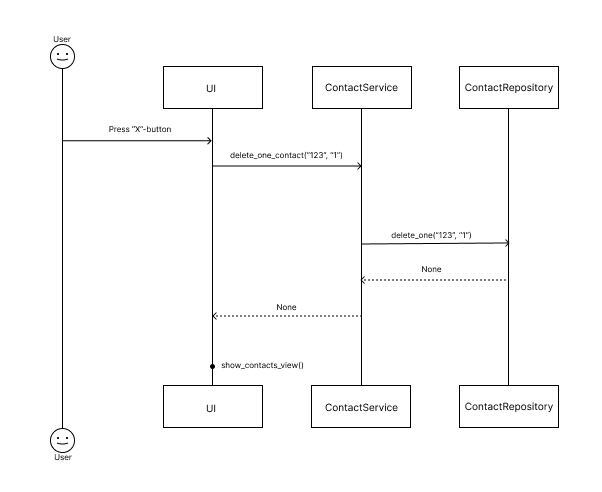 User
UI
ContactService
ContactRepository
Press "X"-button
delete_one_contact("123", "1")
delete_one("123", "1")
None
None
show_contacts_view()
UI
ContactService
ContactRepository
User